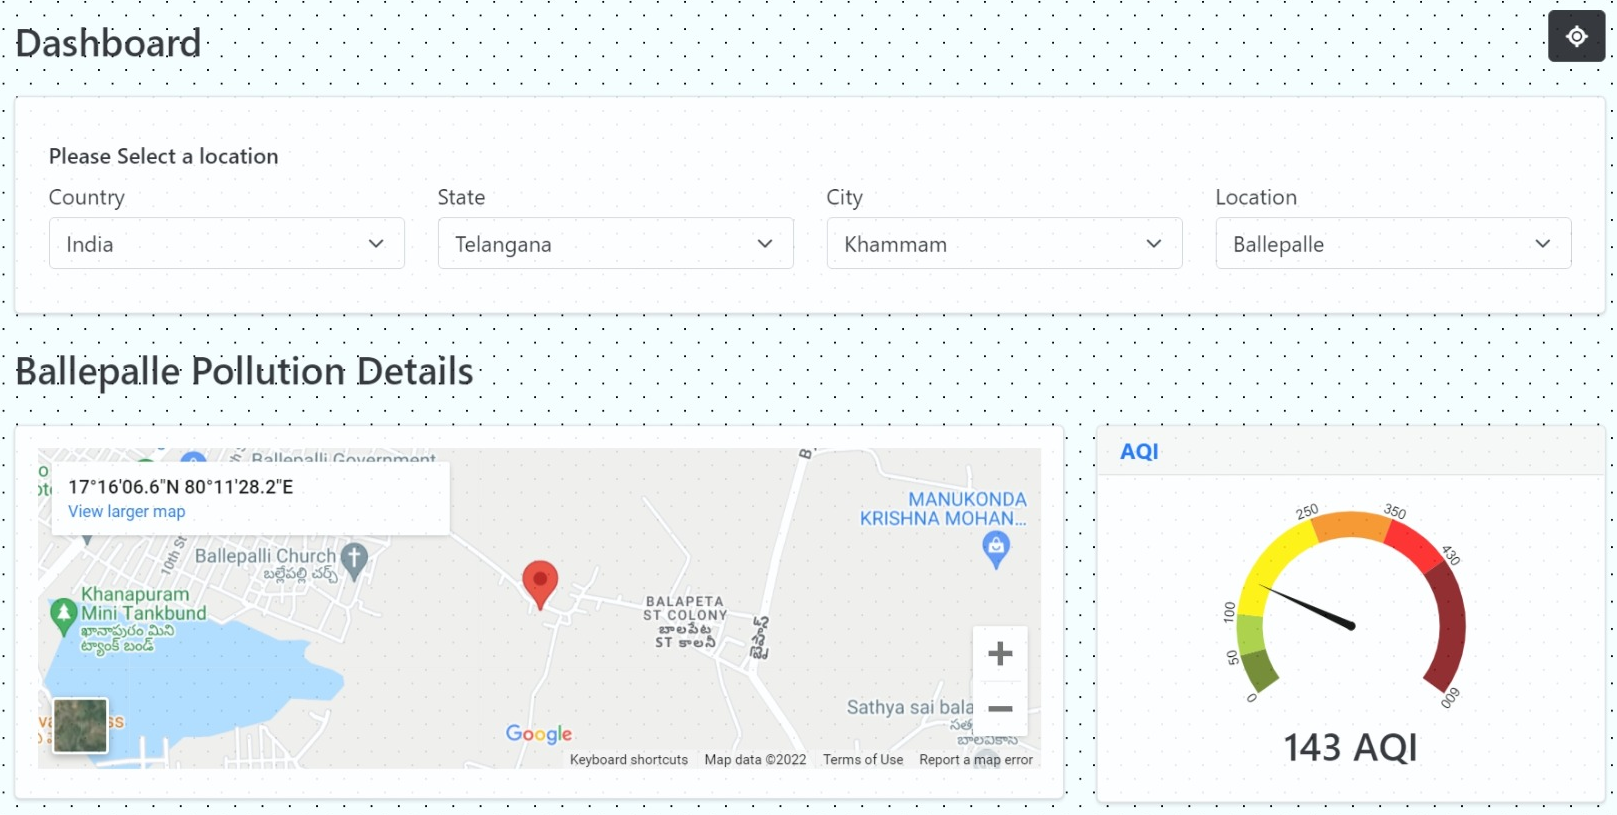 Dashboard
Please Select a location
Country
State
City
Location
India
Telangana
Khammam
Ballepalle
Ballepalle Pollution Details
17°16'06.6"N 80°11'28.2"E
View larger map
Ballepalli Government
10th St
Ballepalli Church
బల్లేపల్లి చర్చ్
Khanapuram
Mini Tankbund
ఖానాపురం మిని
ట్యాంక్ బండ్
MANUKONDA
KRISHNA MOHAN...
BALAPETA
ST COLONY
బాలపేట
ST కాలనీ
Sathya sai bala
Google
Keyboard shortcuts
Map data ©2022
Terms of Use
Report a map error
AQI
0
50
100
250
350
430
600
143 AQI